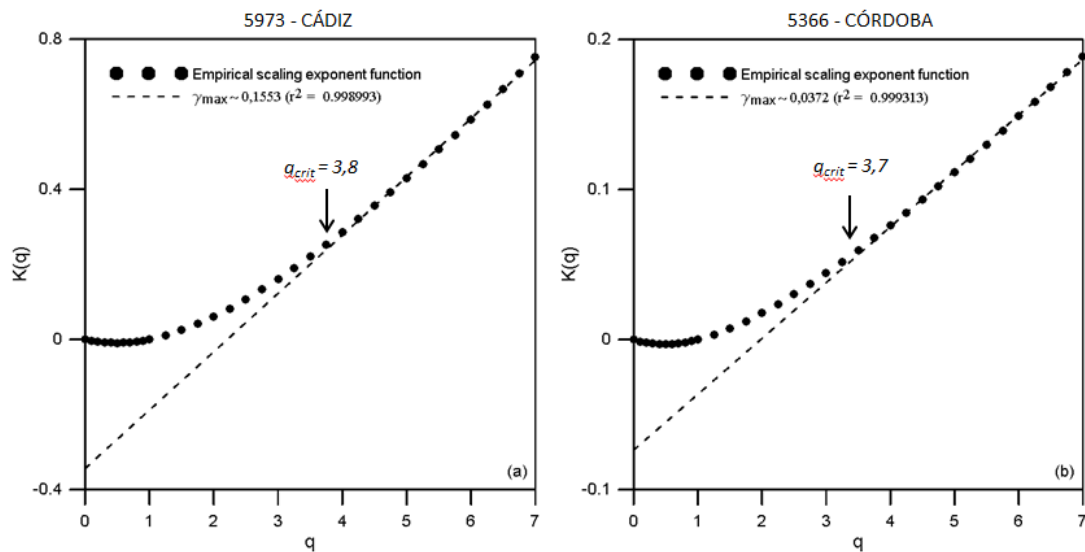 5973 - CÁDIZ
0.8
Empirical scaling exponent function
γmax~0,1553 (r² = 0.998993)
qcrit = 3,8
0.4
K(q)
0
-0.4
(a)
0 1 2 3 4 5 6 7
q
5366 - CÓRDOBA
0.2
Empirical scaling exponent function
γmax~0,0372 (r² = 0.999313)
qcrit = 3,7
0.1
K(q)
0
-0.1
(b)
0 1 2 3 4 5 6 7
q